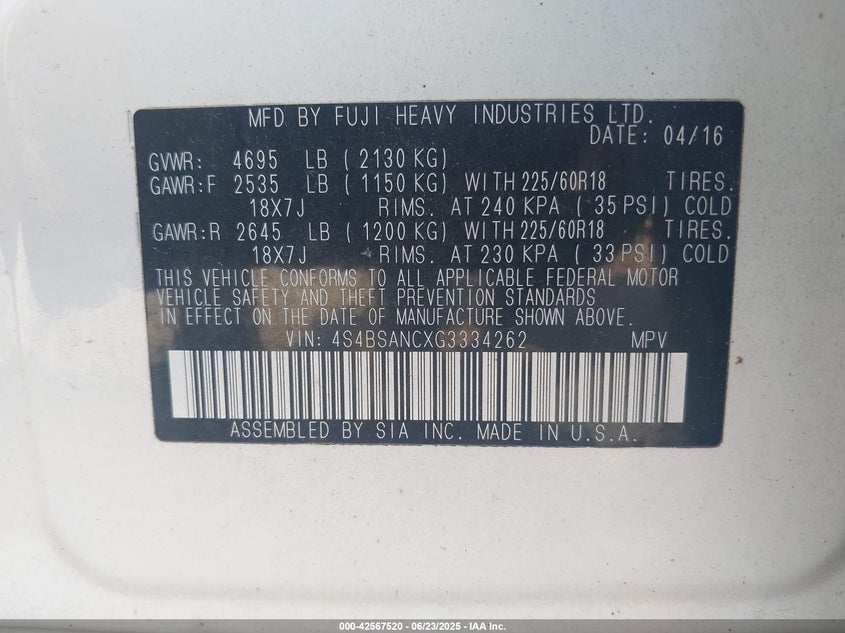 MFD BY FUJI HEAVY INDUSTRIES LTD.
DATE: 04/16
GVWR: 4695 LB ( 2130 KG)
GAWR:F 2535 LB ( 1150 KG) WITH 225/60R18 TIRES.
18X7J RIMS. AT 240 KPA ( 35 PSI) COLD
GAWR:R 2645 LB ( 1200 KG) WITH 225/60R18 TIRES.
18X7J RIMS. AT 230 KPA ( 33 PSI) COLD
THIS VEHICLE CONFORMS TO ALL APPLICABLE FEDERAL MOTOR
VEHICLE SAFETY AND THEFT PREVENTION STANDARDS
IN EFFECT ON THE DATE OF MANUFACTURE SHOWN ABOVE.
VIN: 4S4BSANCXG3334262 MPV
ASSEMBLED BY SIA INC. MADE IN U.S.A.
000-42567520 - 06/23/2025 - IAA Inc.